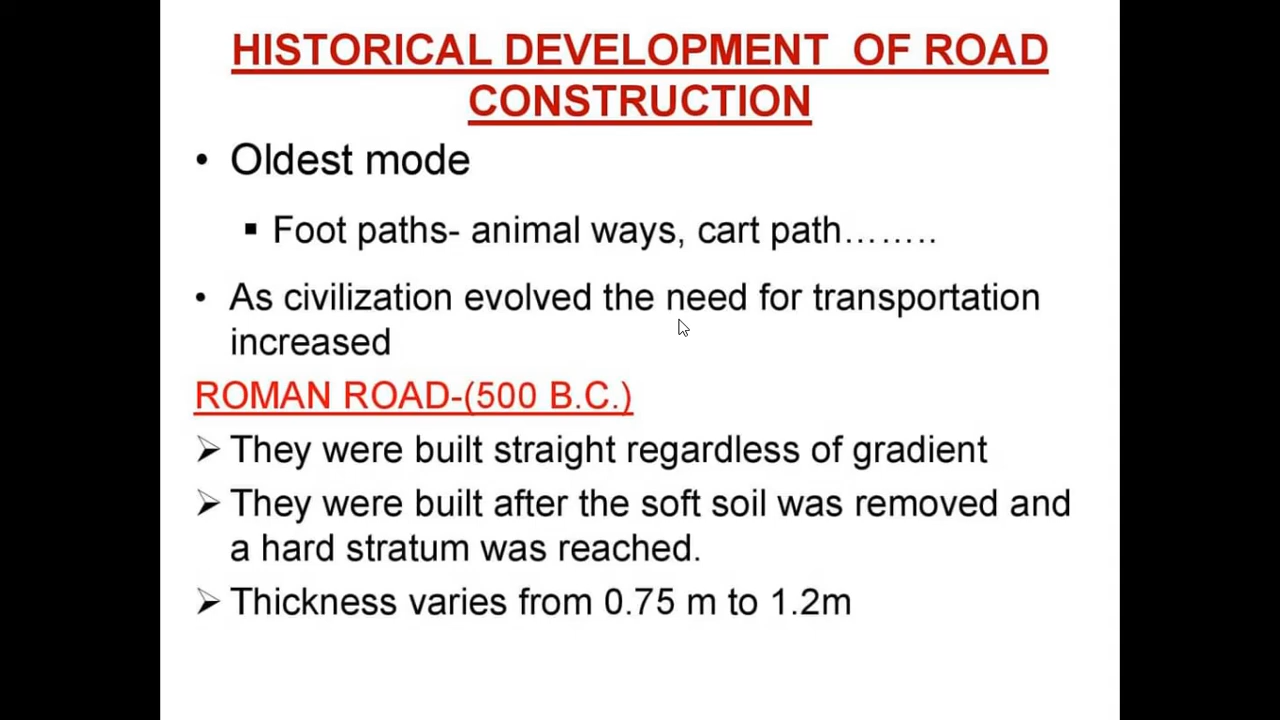 HISTORICAL DEVELOPMENT OF ROAD
CONSTRUCTION
• Oldest mode
▪ Foot paths- animal ways, cart path……..
• As civilization evolved the need for transportation
increased
ROMAN ROAD-(500 B.C.)
➢ They were built straight regardless of gradient
➢ They were built after the soft soil was removed and
a hard stratum was reached.
➢ Thickness varies from 0.75 m to 1.2m